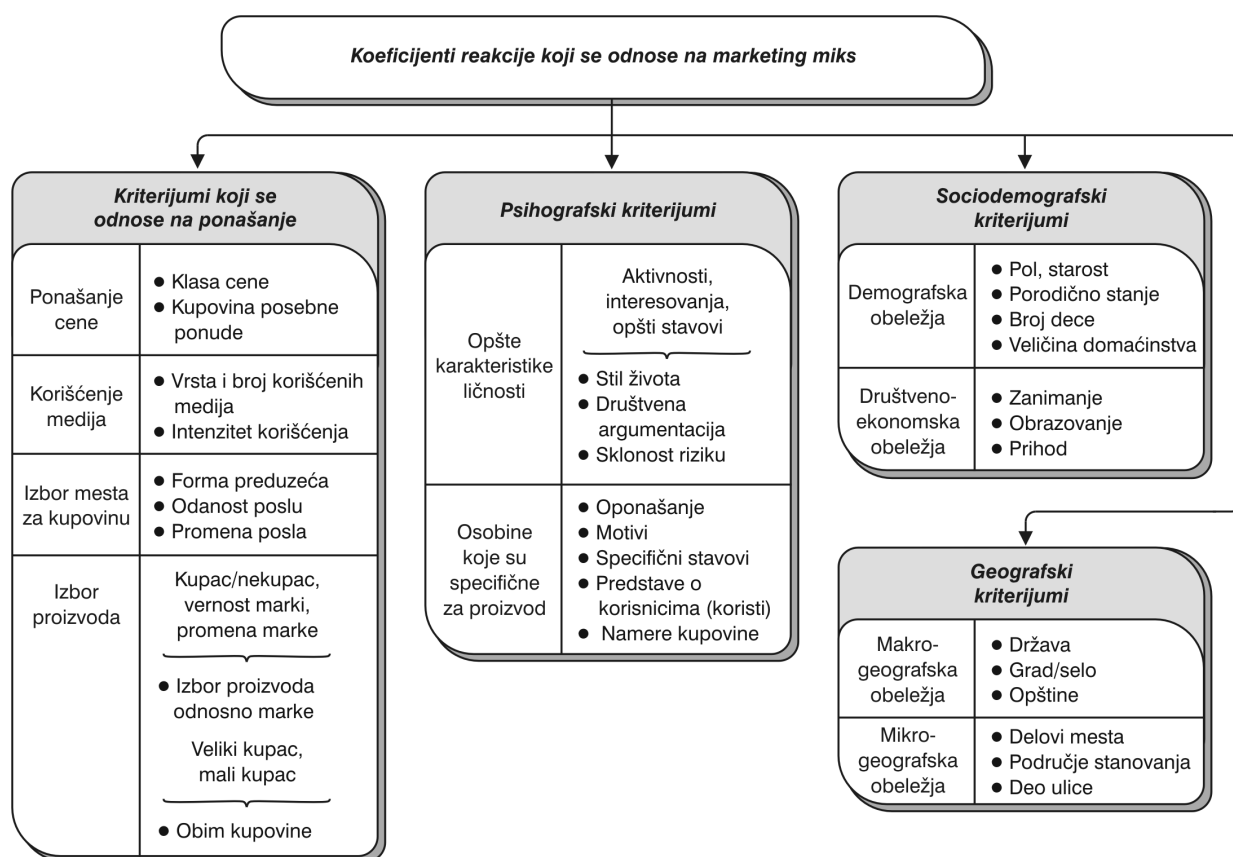 Koeficijenti reakcije koji se odnose na marketing miks
Kriterijumi koji se
odnose na ponašanje
Ponašanje
cene
● Klasa cene
● Kupovina posebne
ponude
Korišćenje
medija
● Vrsta i broj korišćenih
medija
● Intenzitet korišćenja
Izbor mesta
za kupovinu
● Forma preduzeća
● Odanost poslu
● Promena posla
Izbor
proizvoda
Kupac/nekupac,
vernost marki,
promena marke
● Izbor proizvoda
odnosno marke
Veliki kupac,
mali kupac
● Obim kupovine
Psihografski kriterijumi
Opšte
karakteristike
ličnosti
Aktivnosti,
interesovanja,
opšti stavovi
● Stil života
● Društvena
argumentacija
● Sklonost riziku
Osobine
koje su
specifične
za proizvod
● Oponašanje
● Motivi
● Specifični stavovi
● Predstave o
korisnicima (koristi)
● Namere kupovine
Sociodemografski
kriterijumi
Demografska
obeležja
● Pol, starost
● Porodično stanje
● Broj dece
● Veličina domaćinstva
Društveno-
ekonomska
obeležja
● Zanimanje
● Obrazovanje
● Prihod
Geografski
kriterijumi
Makro-
geografska
obeležja
● Država
● Grad/selo
● Opštine
Mikro-
geografska
obeležja
● Delovi mesta
● Područje stanovanja
● Deo ulice